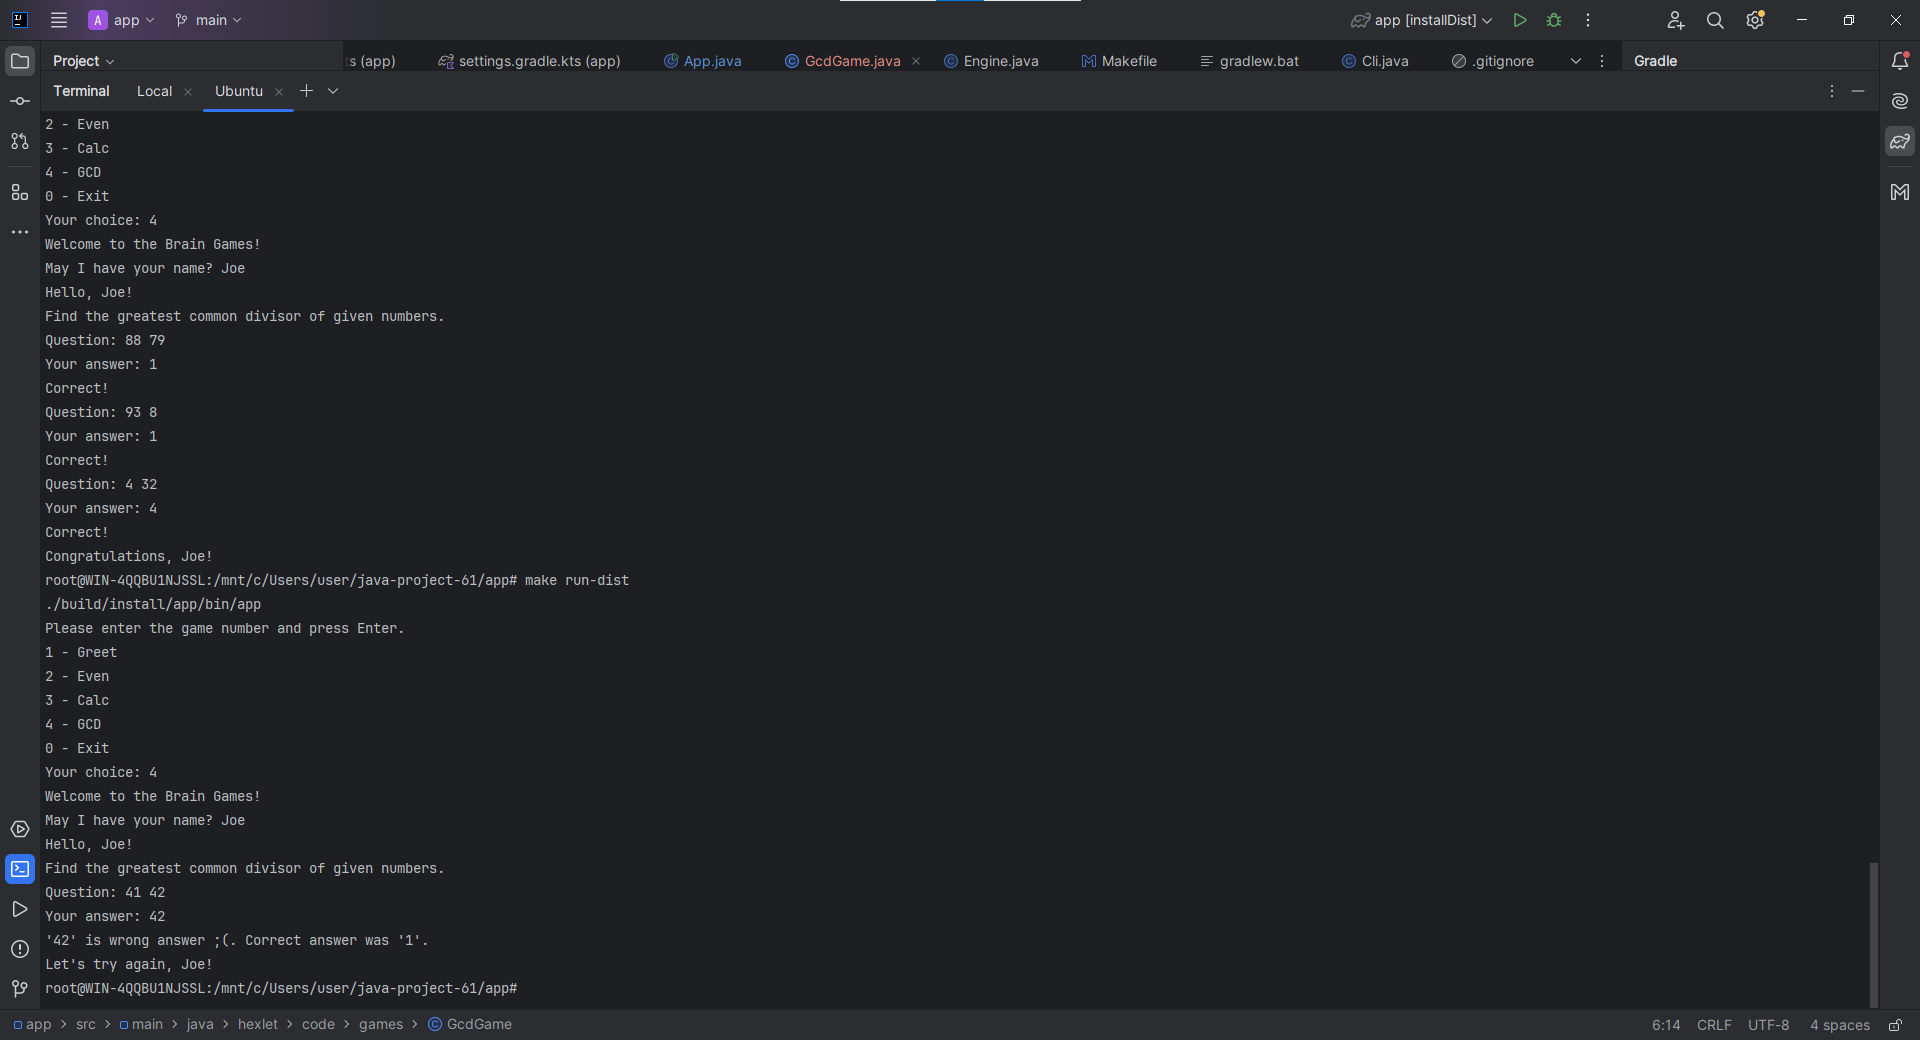 A app main app [installDist]
Project ts (app) settings.gradle.kts (app) App.java GcdGame.java Engine.java Makefile gradlew.bat Cli.java .gitignore Gradle
Terminal Local Ubuntu
2 - Even
3 - Calc
4 - GCD
0 - Exit
Your choice: 4
Welcome to the Brain Games!
May I have your name? Joe
Hello, Joe!
Find the greatest common divisor of given numbers.
Question: 88 79
Your answer: 1
Correct!
Question: 93 8
Your answer: 1
Correct!
Question: 4 32
Your answer: 4
Correct!
Congratulations, Joe!
root@WIN-4QQBU1NJSSL:/mnt/c/Users/user/java-project-61/app# make run-dist
./build/install/app/bin/app
Please enter the game number and press Enter.
1 - Greet
2 - Even
3 - Calc
4 - GCD
0 - Exit
Your choice: 4
Welcome to the Brain Games!
May I have your name? Joe
Hello, Joe!
Find the greatest common divisor of given numbers.
Question: 41 42
Your answer: 42
'42' is wrong answer ;(. Correct answer was '1'.
Let's try again, Joe!
root@WIN-4QQBU1NJSSL:/mnt/c/Users/user/java-project-61/app#
app > src > main > java > hexlet > code > games > GcdGame 6:14 CRLF UTF-8 4 spaces